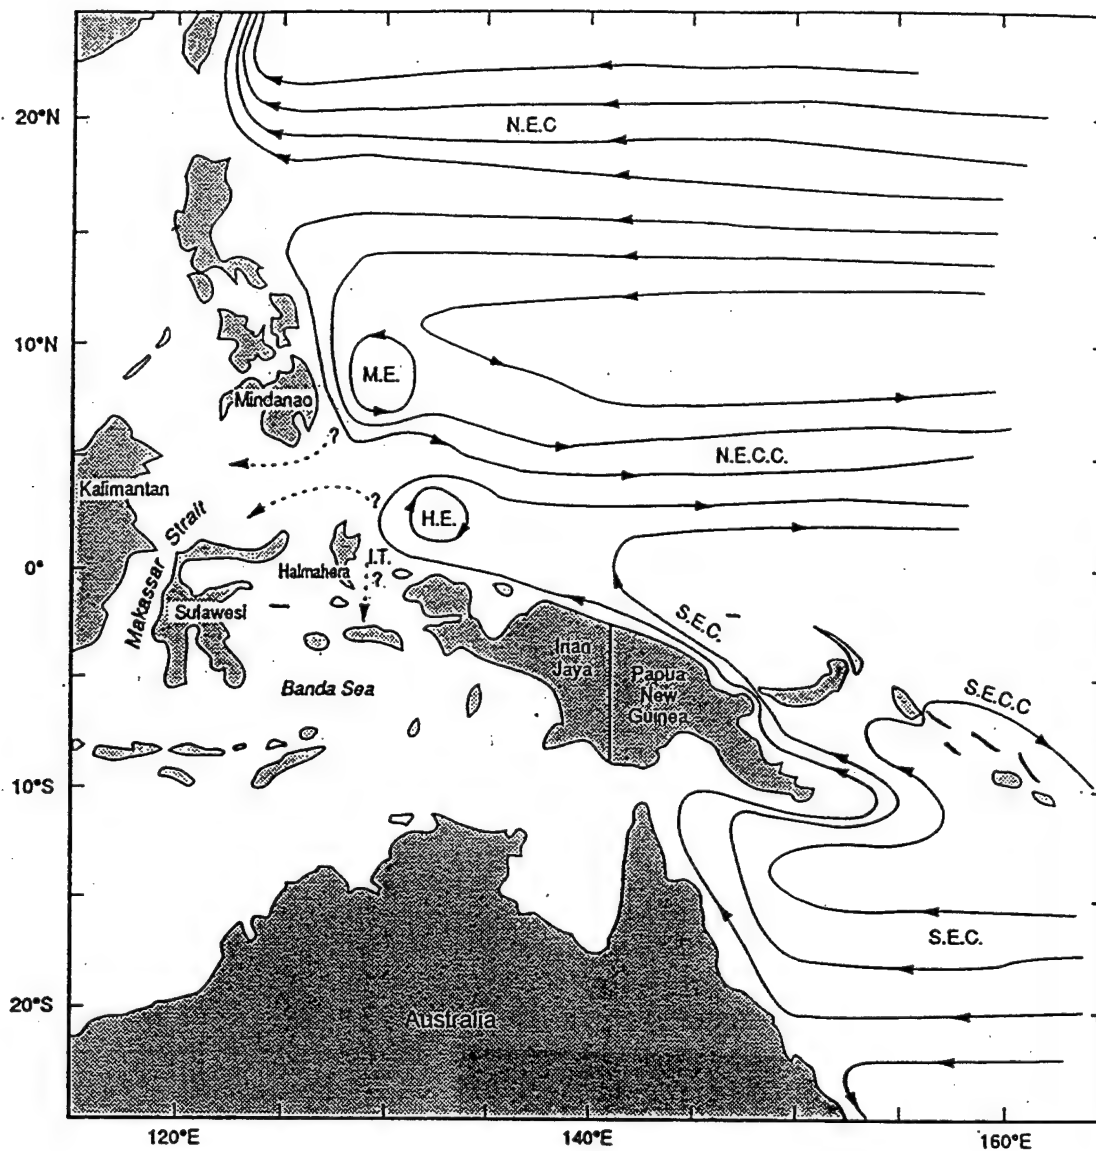 20°N
N.E.C
10°N
M.E.
Mindanao
?
N.E.C.C.
Kalimantan
?
H.E.
Makassar Strait
0°
Halmahera
I.T.
?
Sulawesi
S.E.C.
Irian
Jaya
Papua
New
Guinea
Banda Sea
S.E.C.C
10°S
S.E.C.
20°S
Australia
120°E
140°E
160°E